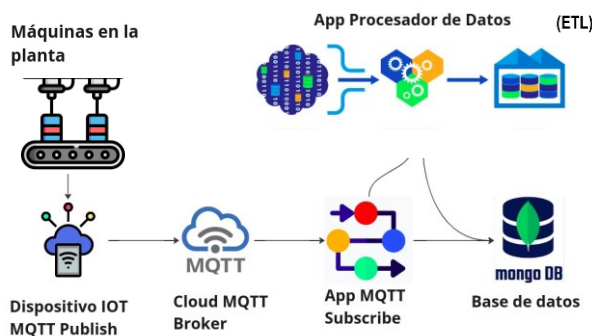 Máquinas en la
planta
App Procesador de Datos
(ETL)
MQTT
mongo DB
Dispositivo IOT
MQTT Publish
Cloud MQTT
Broker
App MQTT
Subscribe
Base de datos